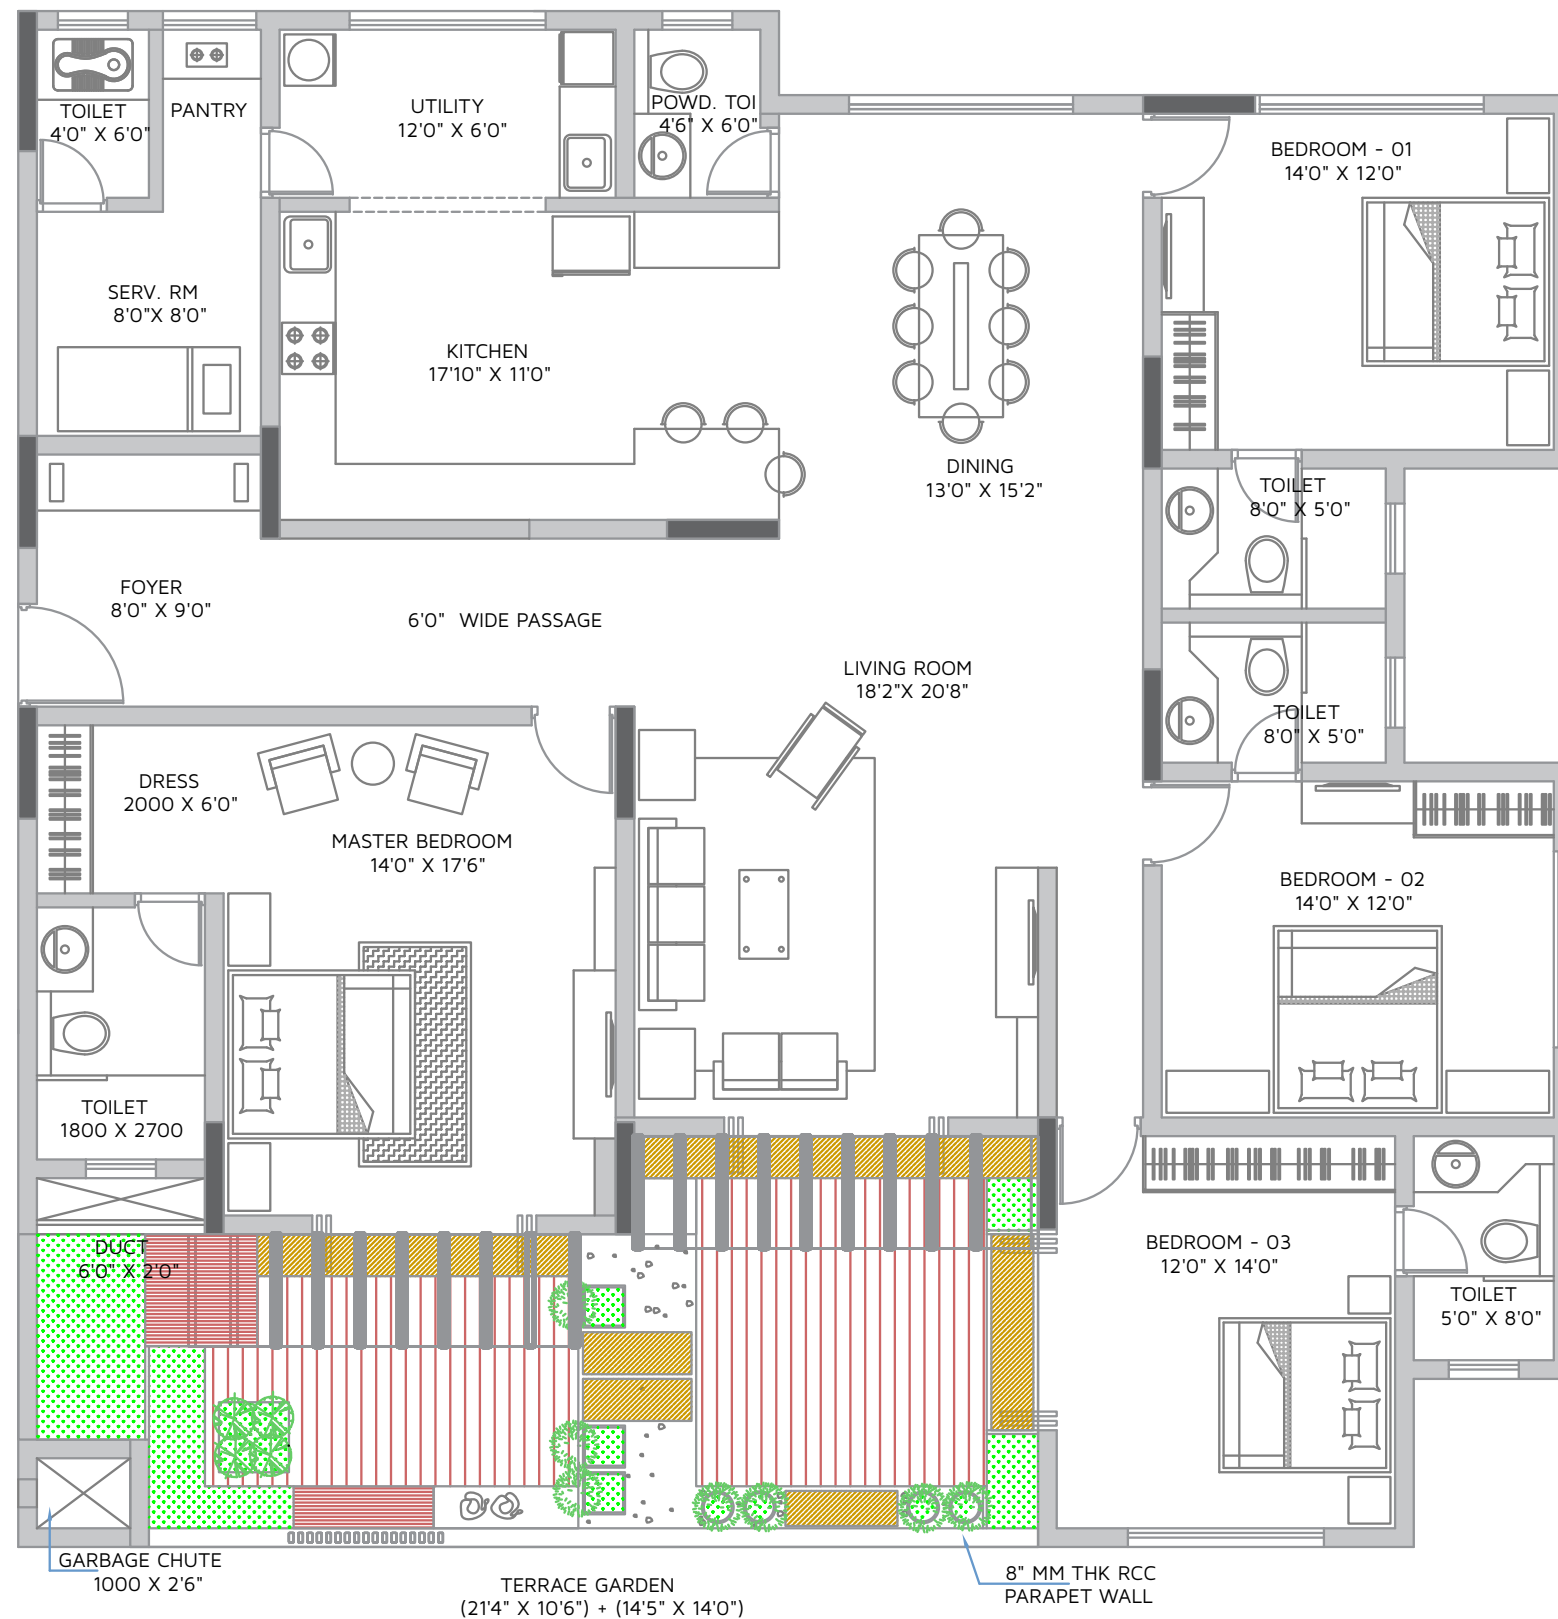 TOILET
4'0" X 6'0"
PANTRY
UTILITY
12'0" X 6'0"
POWD. TOI
4'6" X 6'0"
BEDROOM - 01
14'0" X 12'0"
SERV. RM
8'0"X 8'0"
KITCHEN
17'10" X 11'0"
DINING
13'0" X 15'2"
TOILET
8'0" X 5'0"
FOYER
8'0" X 9'0"
6'0"  WIDE PASSAGE
LIVING ROOM
18'2"X 20'8"
TOILET
8'0" X 5'0"
DRESS
2000 X 6'0"
MASTER BEDROOM
14'0" X 17'6"
BEDROOM - 02
14'0" X 12'0"
TOILET
1800 X 2700
DUCT
6'0" X 2'0"
BEDROOM - 03
12'0" X 14'0"
TOILET
5'0" X 8'0"
GARBAGE CHUTE
1000 X 2'6"
TERRACE GARDEN
(21'4" X 10'6") + (14'5" X 14'0")
8" MM THK RCC
PARAPET WALL